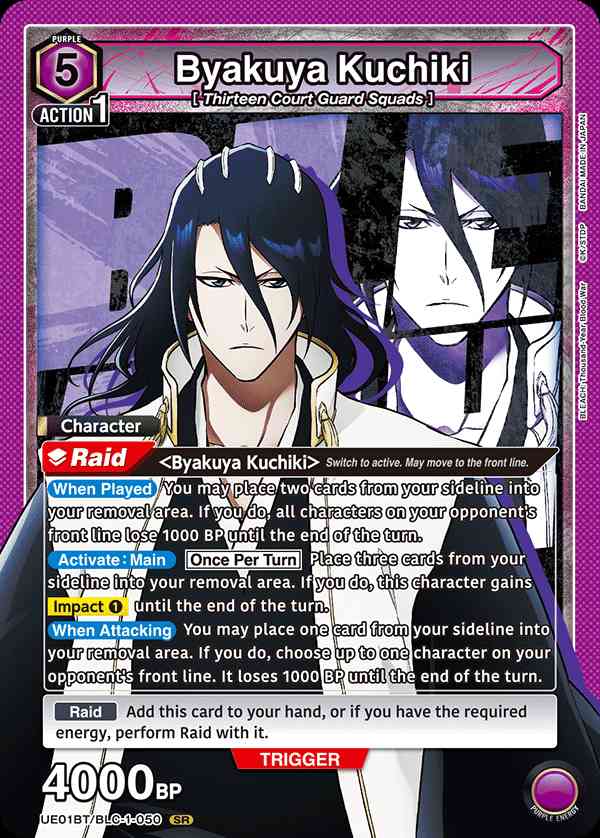 PURPLE
5
Byakuya Kuchiki
[ Thirteen Court Guard Squads ]
ACTION 1
BLEACH: Thousand-Year Blood War ©K/STDP BANDAI MADE IN JAPAN
Character
Raid <Byakuya Kuchiki> Switch to active. May move to the front line.
When Played You may place two cards from your sideline into
your removal area. If you do, all characters on your opponent's
front line lose 1000 BP until the end of the turn.
Activate: Main Once Per Turn Place three cards from your
sideline into your removal area. If you do, this character gains
Impact 1 until the end of the turn.
When Attacking You may place one card from your sideline into
your removal area. If you do, choose up to one character on your
opponent's front line. It loses 1000 BP until the end of the turn.
Raid Add this card to your hand, or if you have the required
energy, perform Raid with it.
TRIGGER
4000 BP
UE01BT/BLC-1-050 SR
PURPLE ENERGY